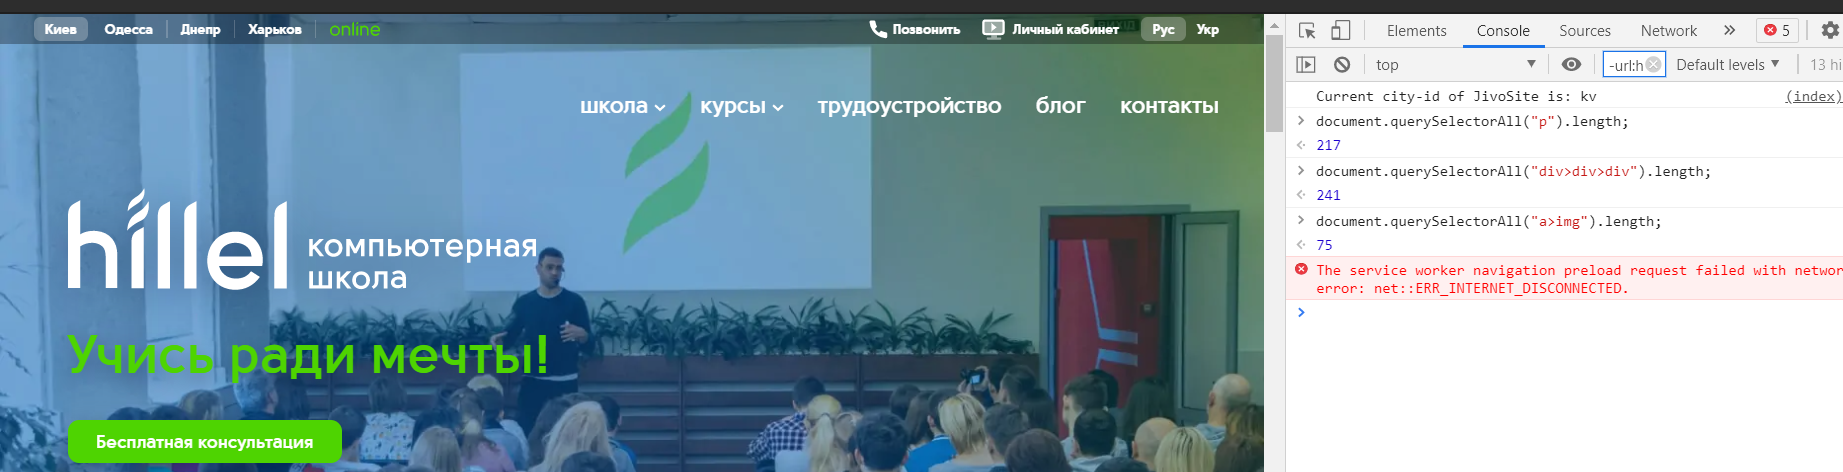 Киев Одесса Днепр Харьков online Позвонить Личный кабинет Рус Укр
школа курсы трудоустройство блог контакты
hillel компьютерная
школа
Учись ради мечты!
Бесплатная консультация
Elements Console Sources Network » 5
top -url:h Default levels 13 hi
Current city-id of JivoSite is: kv (index)
document.querySelectorAll("p").length;
217
document.querySelectorAll("div>div>div").length;
241
document.querySelectorAll("a>img").length;
75
The service worker navigation preload request failed with networ
error: net::ERR_INTERNET_DISCONNECTED.